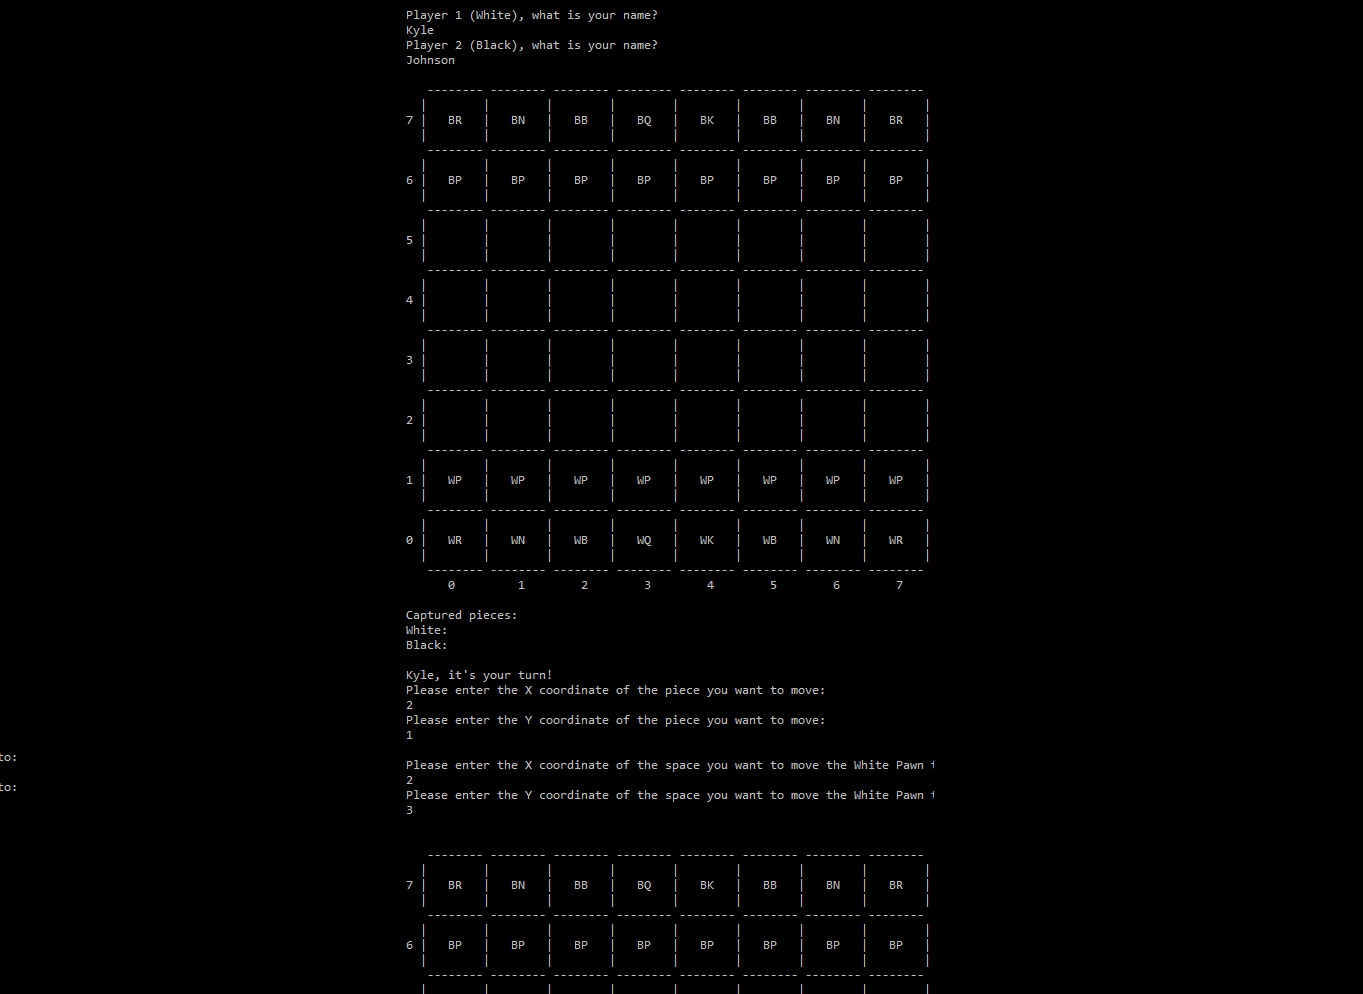 Player 1 (White), what is your name?
Kyle
Player 2 (Black), what is your name?
Johnson
-------- -------- -------- -------- -------- -------- -------- --------
| | | | | | | | |
7 | BR | BN | BB | BQ | BK | BB | BN | BR |
| | | | | | | | |
-------- -------- -------- -------- -------- -------- -------- --------
| | | | | | | | |
6 | BP | BP | BP | BP | BP | BP | BP | BP |
| | | | | | | | |
-------- -------- -------- -------- -------- -------- -------- --------
| | | | | | | | |
5 | | | | | | | | |
| | | | | | | | |
-------- -------- -------- -------- -------- -------- -------- --------
| | | | | | | | |
4 | | | | | | | | |
| | | | | | | | |
-------- -------- -------- -------- -------- -------- -------- --------
| | | | | | | | |
3 | | | | | | | | |
| | | | | | | | |
-------- -------- -------- -------- -------- -------- -------- --------
| | | | | | | | |
2 | | | | | | | | |
| | | | | | | | |
-------- -------- -------- -------- -------- -------- -------- --------
| | | | | | | | |
1 | WP | WP | WP | WP | WP | WP | WP | WP |
| | | | | | | | |
-------- -------- -------- -------- -------- -------- -------- --------
| | | | | | | | |
0 | WR | WN | WB | WQ | WK | WB | WN | WR |
| | | | | | | | |
-------- -------- -------- -------- -------- -------- -------- --------
0 1 2 3 4 5 6 7
Captured pieces:
White:
Black:
Kyle, it's your turn!
Please enter the X coordinate of the piece you want to move:
2
Please enter the Y coordinate of the piece you want to move:
1
to:
Please enter the X coordinate of the space you want to move the White Pawn
2
to:
Please enter the Y coordinate of the space you want to move the White Pawn
3
-------- -------- -------- -------- -------- -------- -------- --------
| | | | | | | | |
7 | BR | BN | BB | BQ | BK | BB | BN | BR |
| | | | | | | | |
-------- -------- -------- -------- -------- -------- -------- --------
| | | | | | | | |
6 | BP | BP | BP | BP | BP | BP | BP | BP |
| | | | | | | | |
-------- -------- -------- -------- -------- -------- -------- --------
| | | | | | | | |